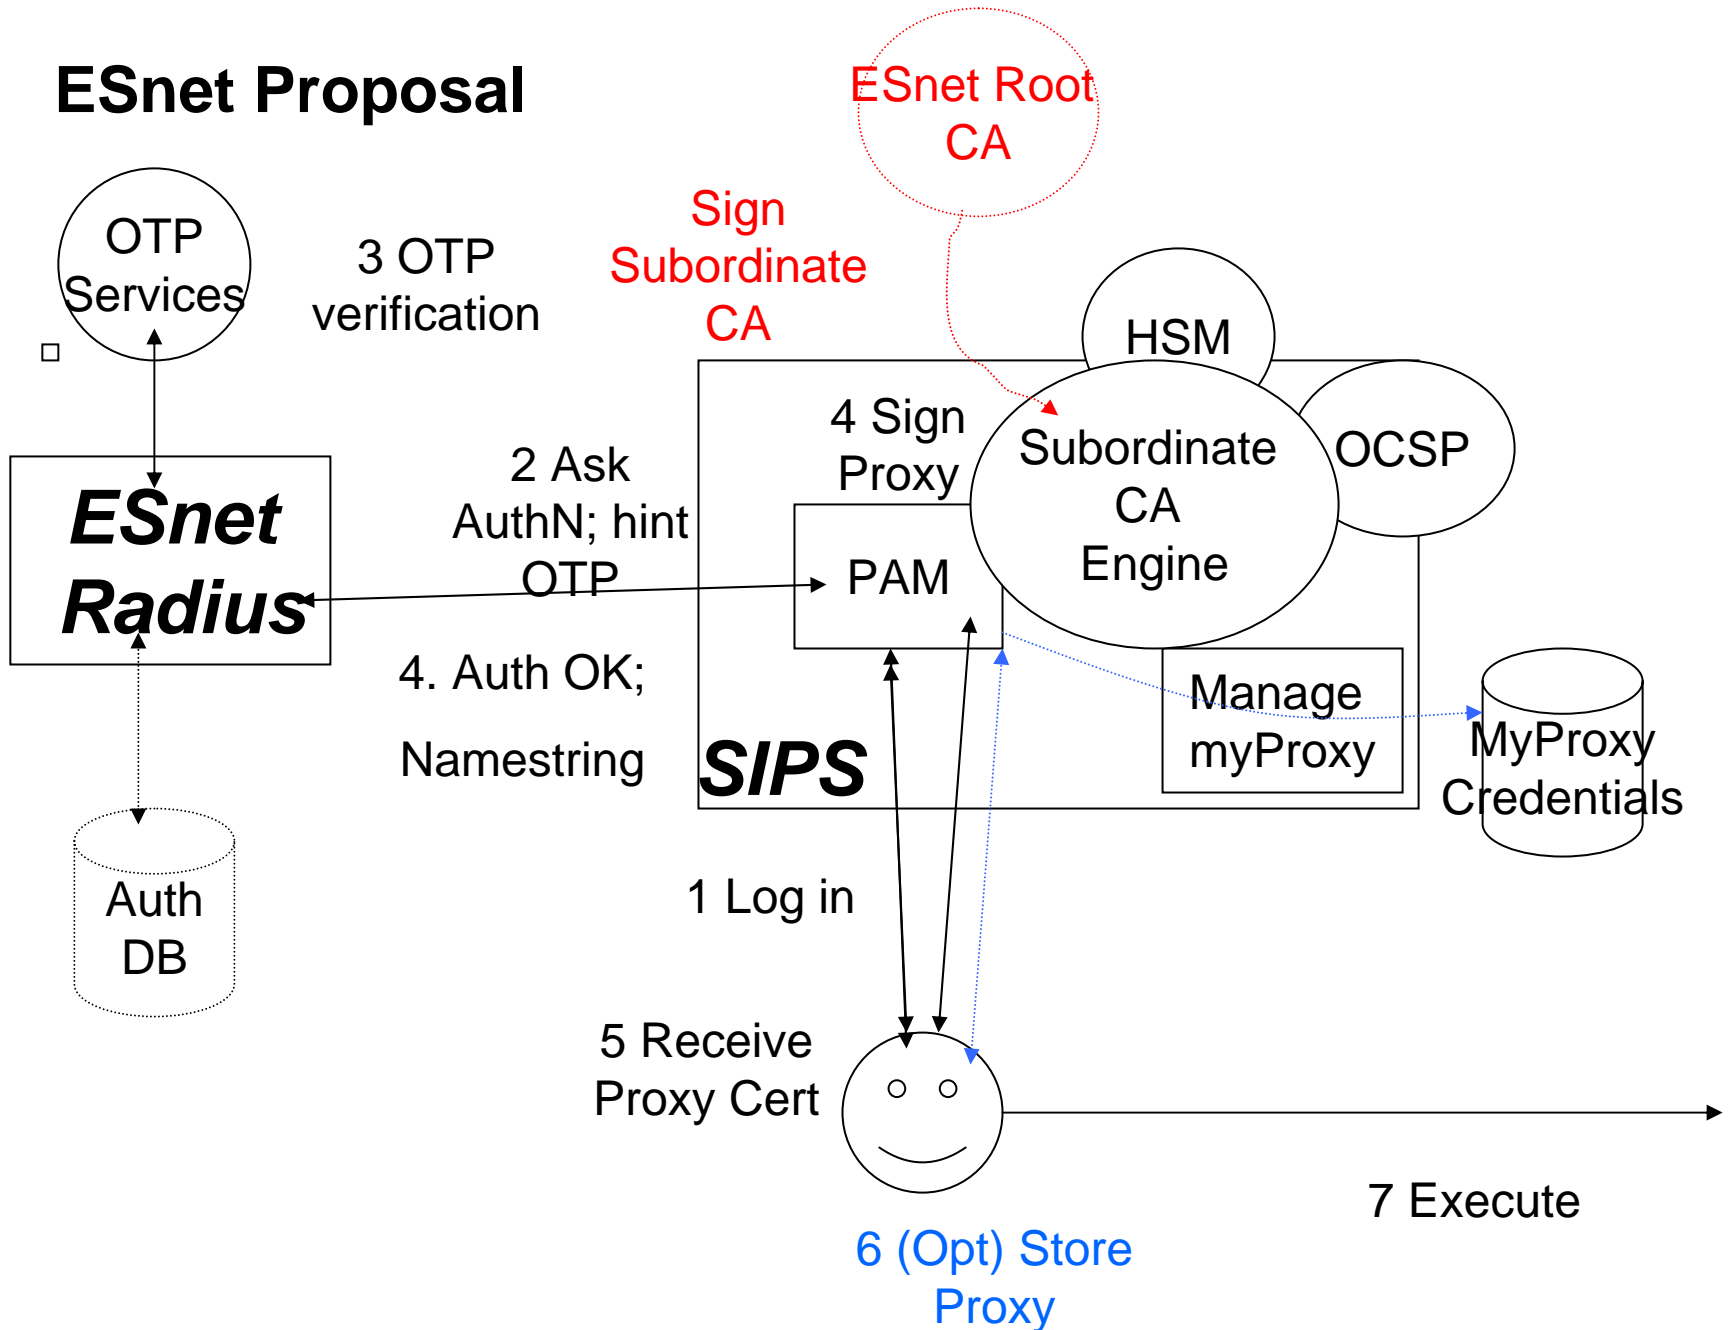 ESnet Proposal
ESnet Root
CA
Sign
Subordinate
CA
OTP
Services
3 OTP
verification
HSM
4 Sign
Proxy
Subordinate
CA
Engine
OCSP
2 Ask
AuthN; hint
OTP
ESnet
Radius
PAM
4. Auth OK;
Namestring
Manage
myProxy
SIPS
MyProxy
Credentials
Auth
DB
1 Log in
5 Receive
Proxy Cert
7 Execute
6 (Opt) Store
Proxy